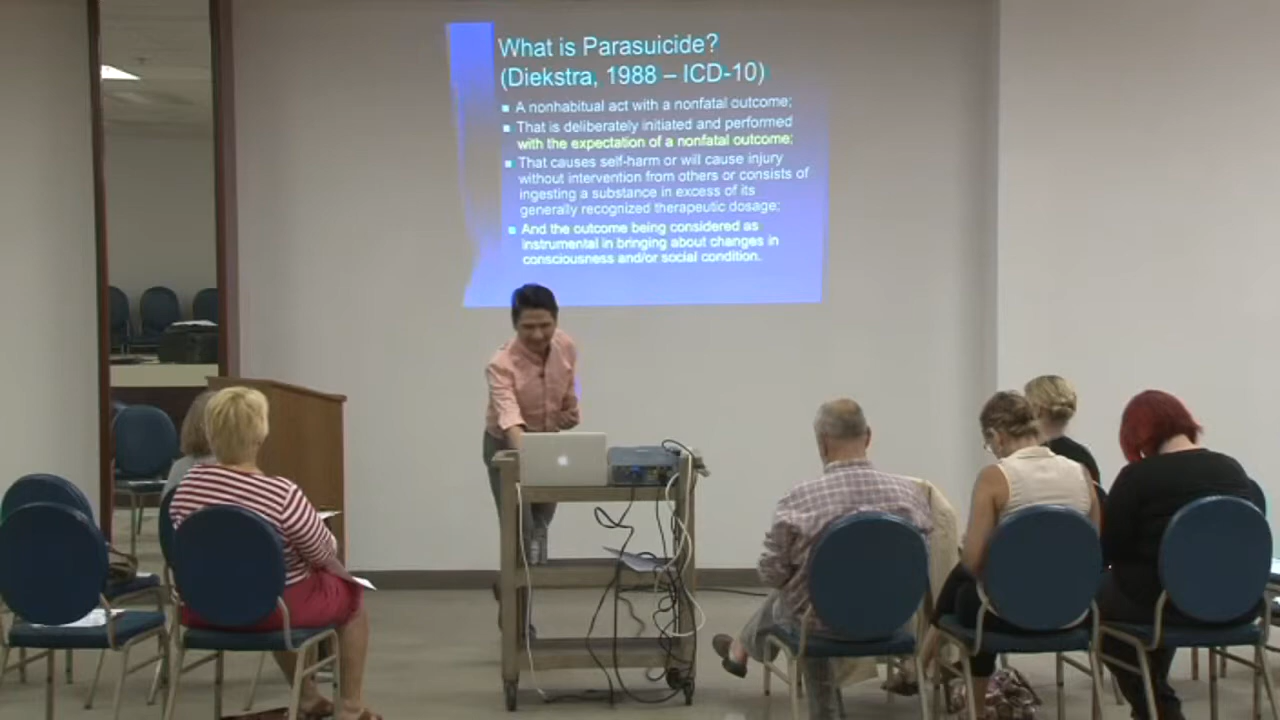 What is Parasuicide?
(Diekstra, 1988 – ICD-10)
A nonhabitual act with a nonfatal outcome;
That is deliberately initiated and performed
with the expectation of a nonfatal outcome;
That causes self-harm or will cause injury
without intervention from others or consists of
ingesting a substance in excess of its
generally recognized therapeutic dosage;
And the outcome being considered as
instrumental in bringing about changes in
consciousness and/or social condition.